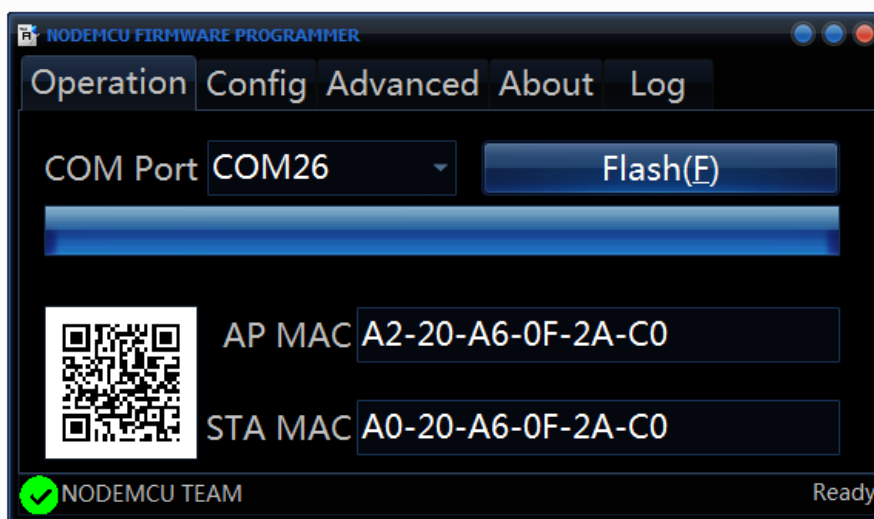 NODEMCU FIRMWARE PROGRAMMER
Operation Config Advanced About Log
COM Port COM26 Flash(F)
AP MAC A2-20-A6-0F-2A-C0
STA MAC A0-20-A6-0F-2A-C0
NODEMCU TEAM Ready